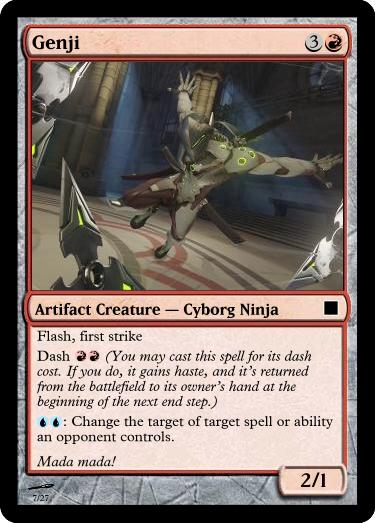 Genji 3
Artifact Creature — Cyborg Ninja
Flash, first strike
Dash (You may cast this spell for its dash
cost. If you do, it gains haste, and it's returned
from the battlefield to its owner's hand at the
beginning of the next end step.)
: Change the target of target spell or ability
an opponent controls.
Mada mada!
2/1
7/27